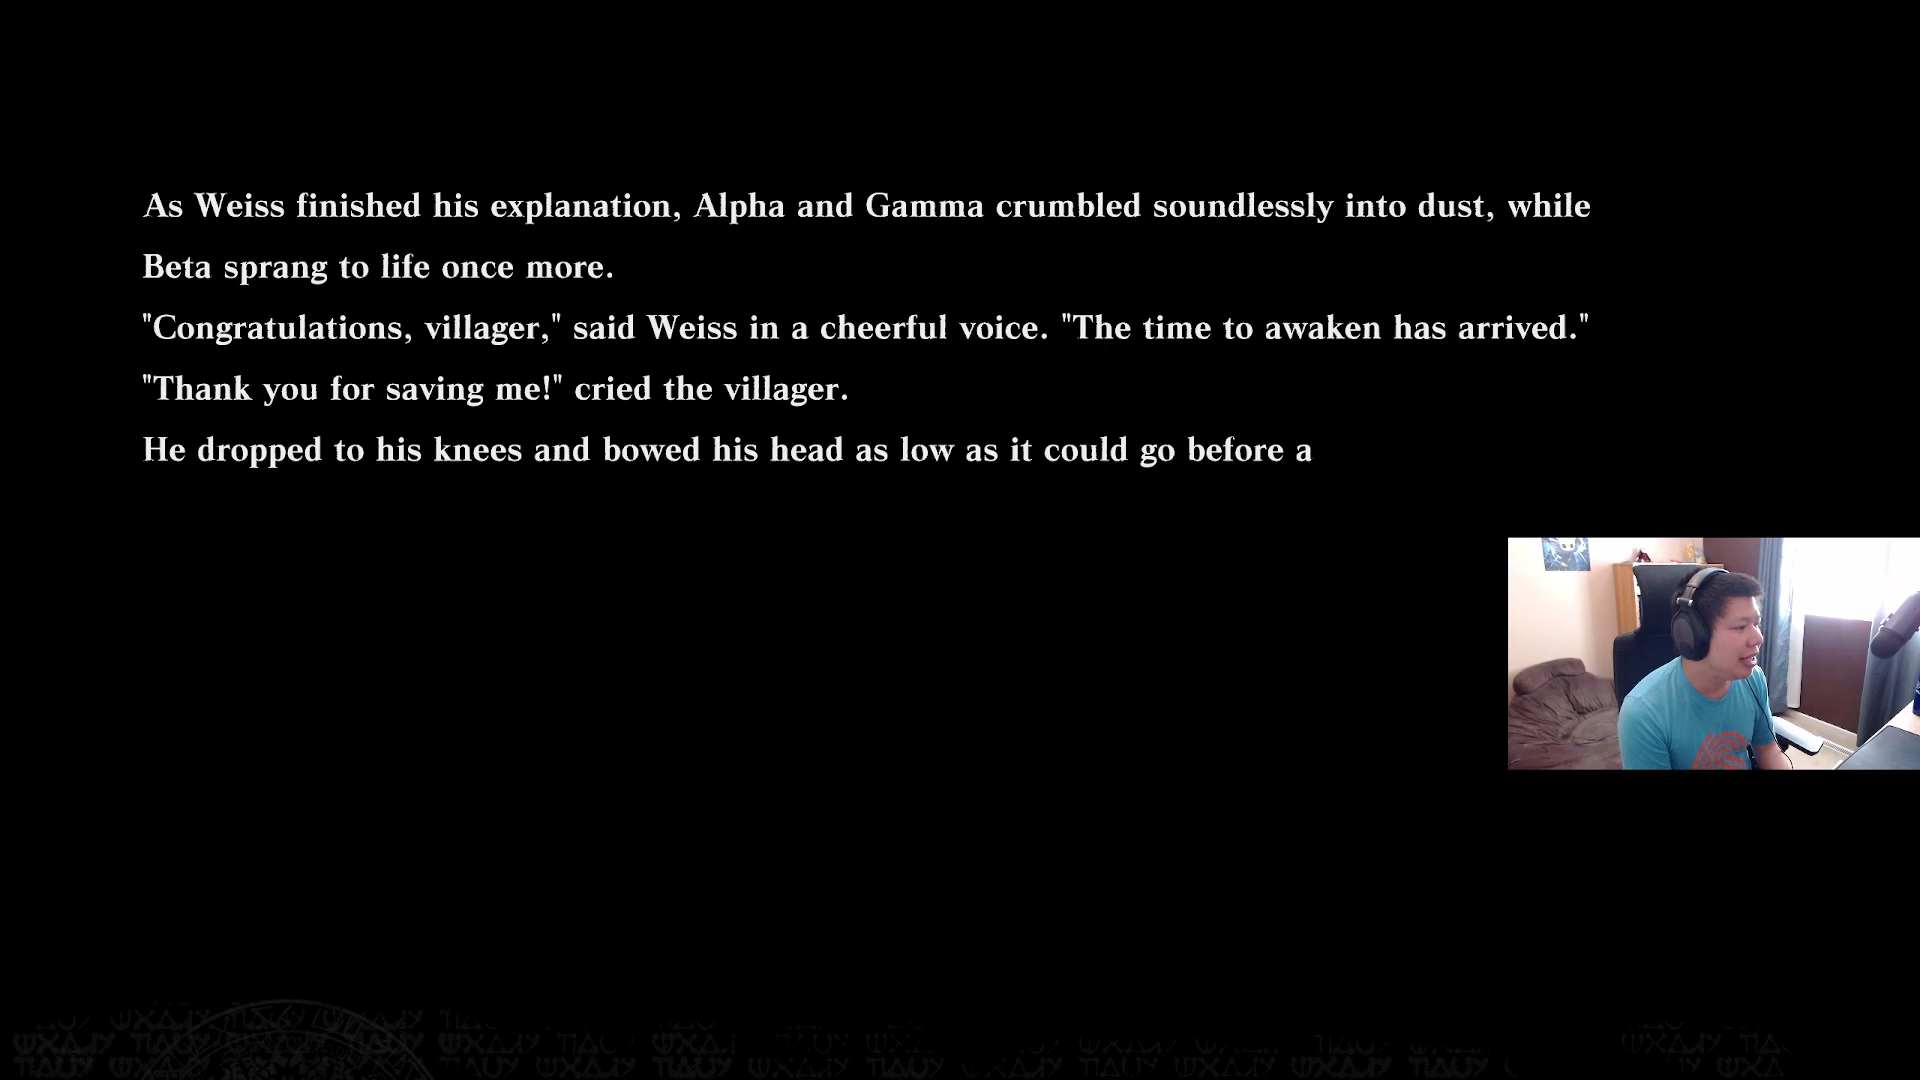 As Weiss finished his explanation, Alpha and Gamma crumbled soundlessly into dust, while
Beta sprang to life once more.
"Congratulations, villager," said Weiss in a cheerful voice. "The time to awaken has arrived."
"Thank you for saving me!" cried the villager.
He dropped to his knees and bowed his head as low as it could go before a